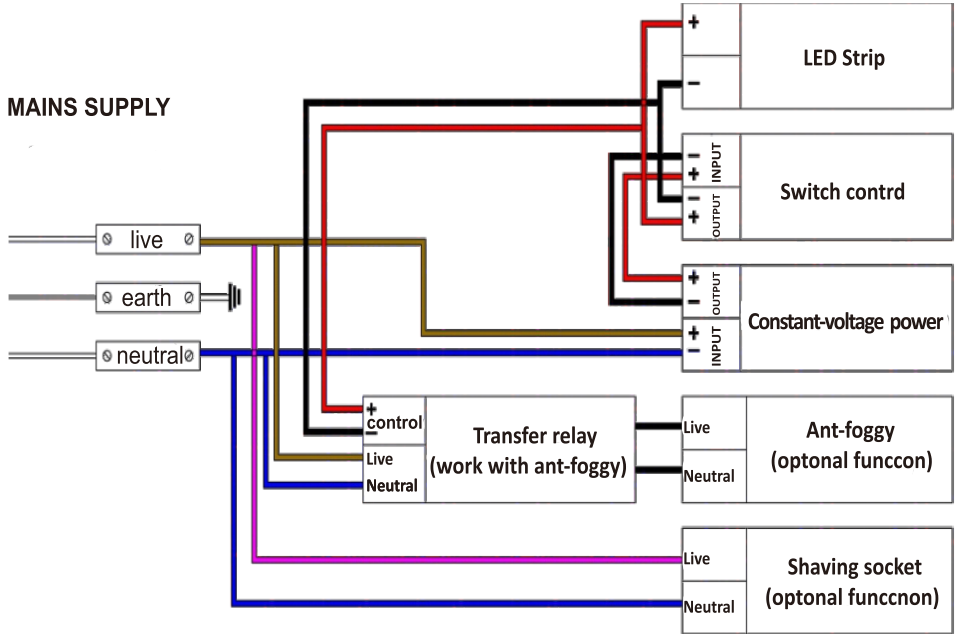 MAINS SUPPLY
live
earth
neutral
+
−
LED Strip
−
+
INPUT
−
+
OUTPUT
Switch contrd
+
−
OUTPUT
+
−
INPUT
Constant-voltage power
+
control
−
Live
Neutral
Transfer relay
(work with ant-foggy)
Live
Neutral
Ant-foggy
(optonal funccon)
Live
Neutral
Shaving socket
(optonal funccnon)